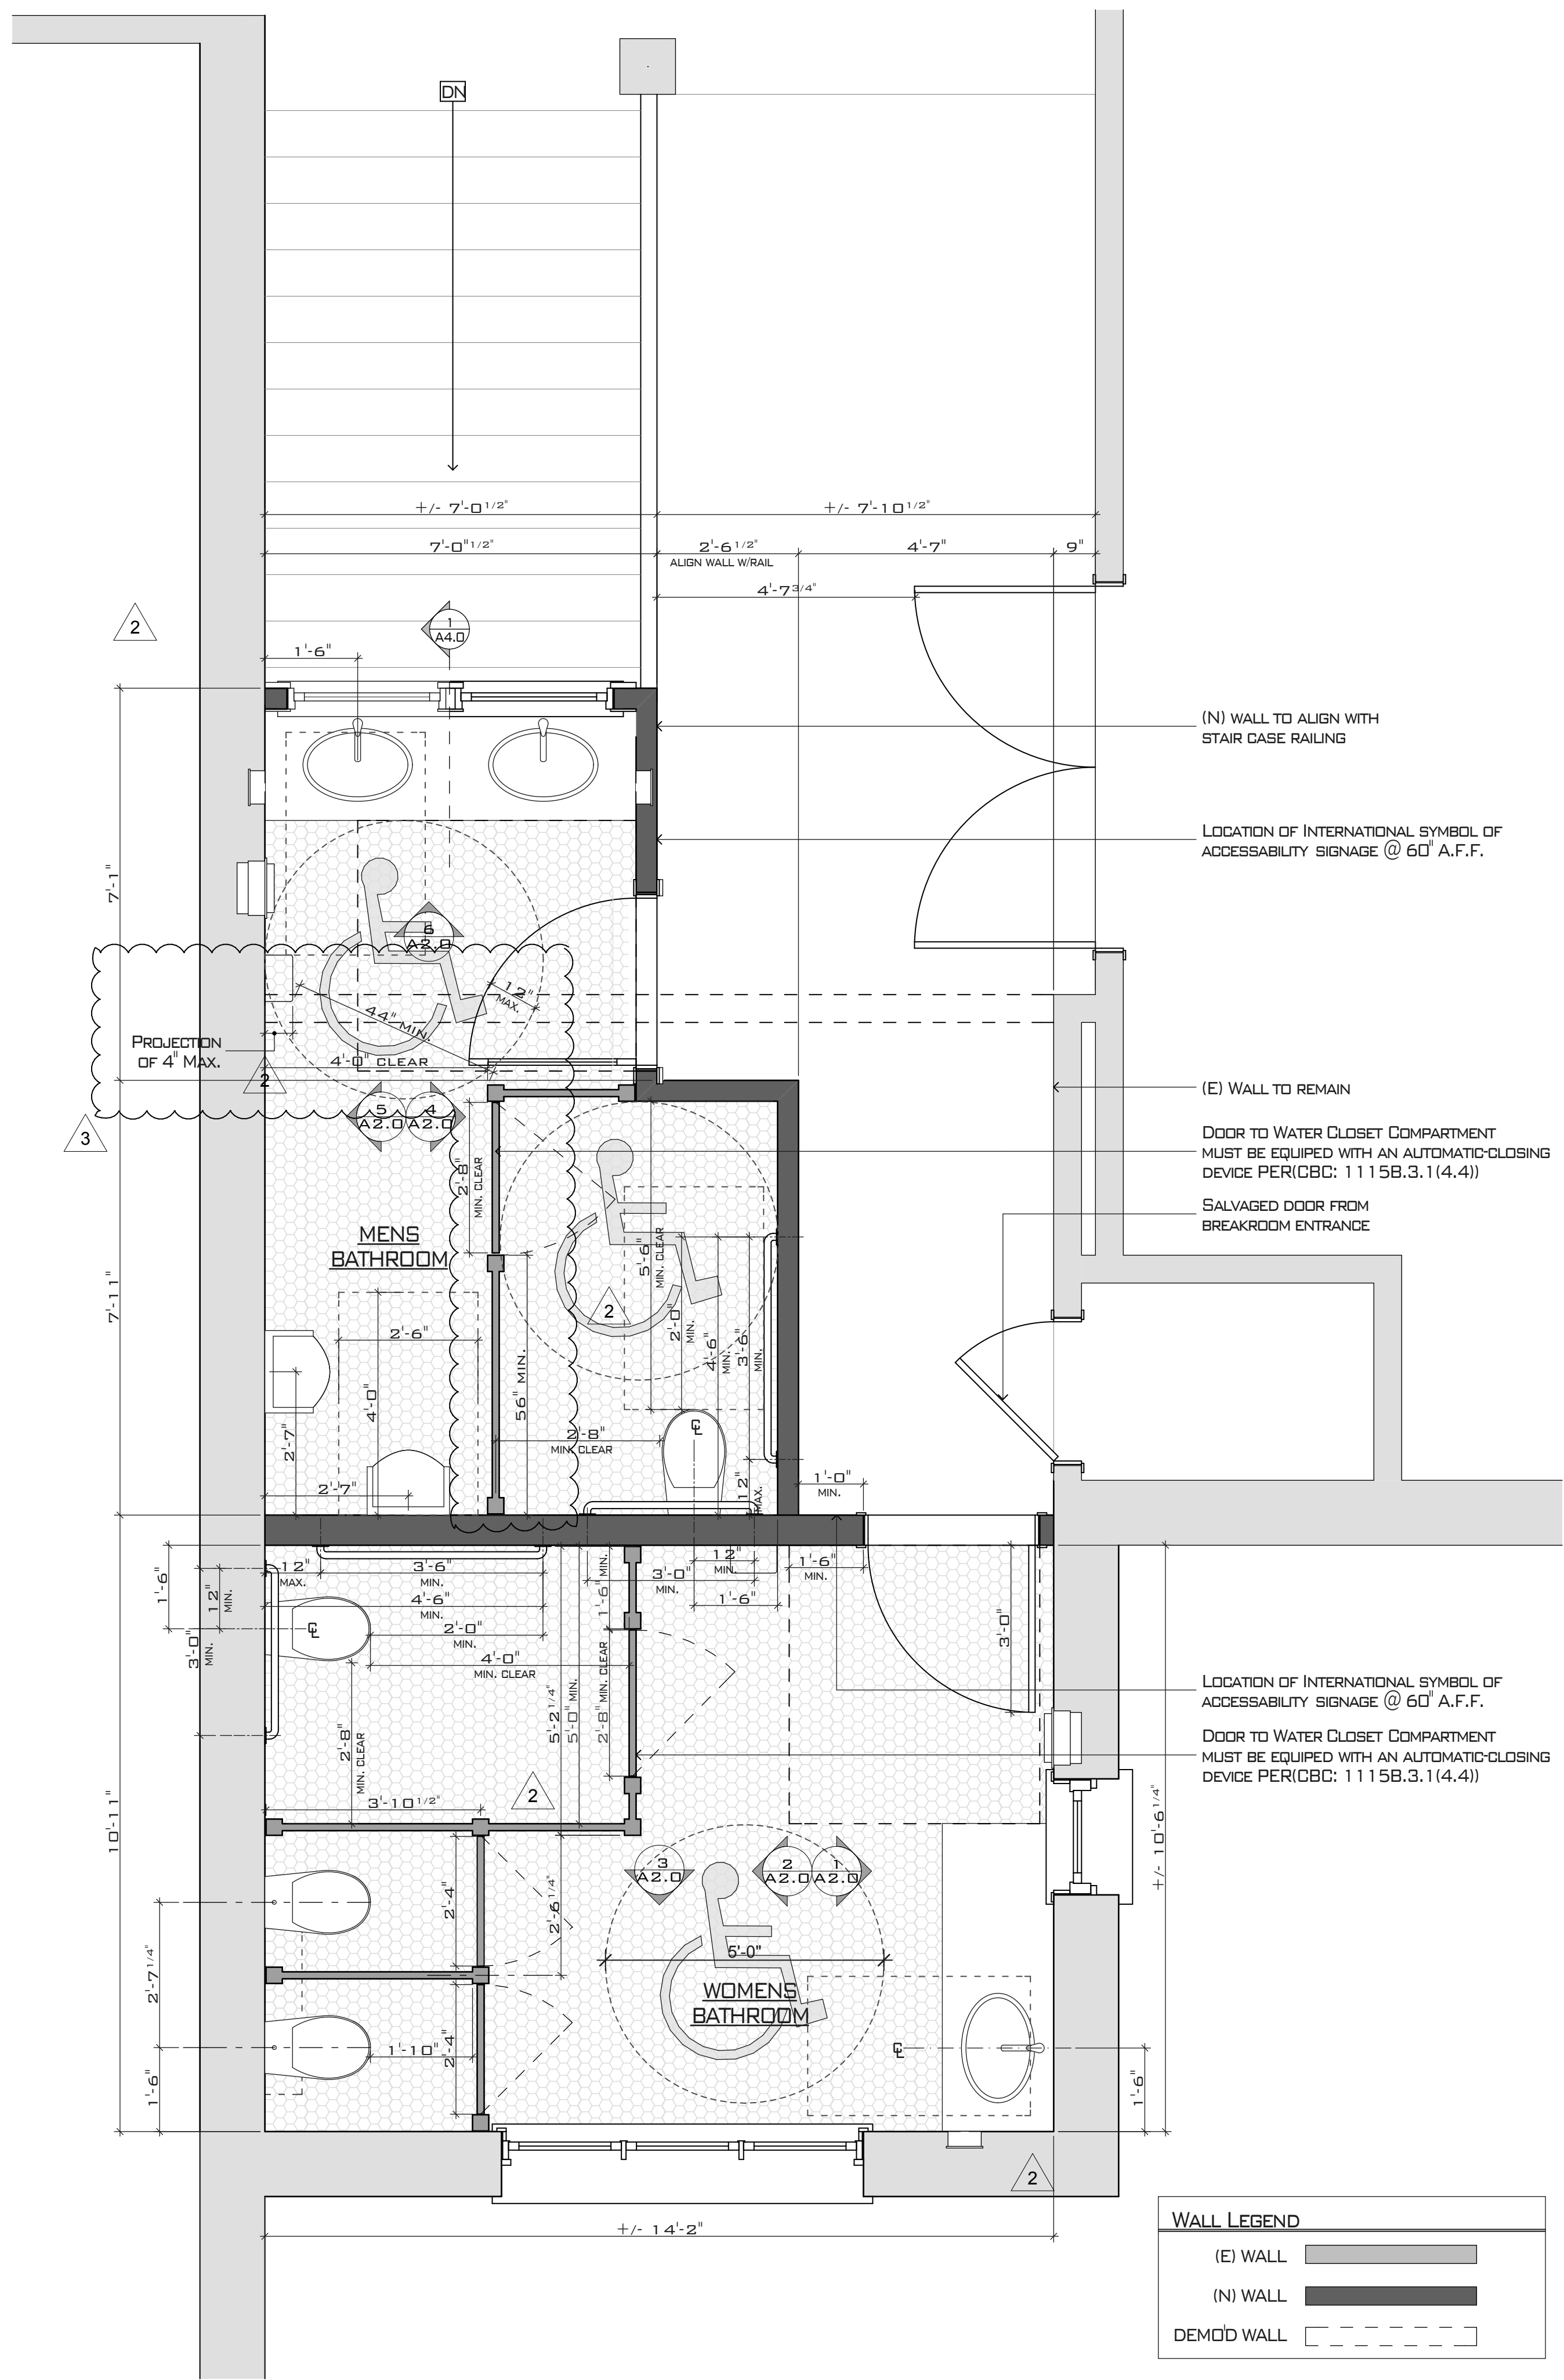 DN
+/- 7'-0 1/2"
+/- 7'-10 1/2"
7'-0" 1/2"
2'-6 1/2"
4'-7"
9"
ALIGN WALL W/RAIL
4'-7 3/4"
2
1
A4.0
1'-6"
(N) WALL TO ALIGN WITH
STAIR CASE RAILING
LOCATION OF INTERNATIONAL SYMBOL OF
ACCESSABILITY SIGNAGE @ 60" A.F.F.
7'-1"
6
A2.0
12"
MAX.
44" MIN.
PROJECTION
OF 4" MAX.
4'-0" CLEAR
2
(E) WALL TO REMAIN
5
A2.0
4
A2.0
3
DOOR TO WATER CLOSET COMPARTMENT
MUST BE EQUIPED WITH AN AUTOMATIC-CLOSING
DEVICE PER(CBC: 1115B.3.1(4.4))
2'-8"
MIN. CLEAR
SALVAGED DOOR FROM
BREAKROOM ENTRANCE
MENS
BATHROOM
5'-6"
MIN. CLEAR
7'-11"
2
2'-0"
MIN.
4'-6"
MIN.
3'-6"
MIN.
2'-6"
4'-0"
56" MIN.
2'-7"
2'-8"
MIN. CLEAR
CL
12"
MAX.
1'-0"
MIN.
2'-7"
1'-6"
12"
MIN.
12"
MAX.
3'-6"
MIN.
4'-6"
MIN.
1'-6" MIN.
12"
MIN.
3'-0"
MIN.
1'-6"
MIN.
1'-6"
CL
2'-0"
MIN.
3'-0"
MIN.
4'-0"
MIN. CLEAR
3'-0"
LOCATION OF INTERNATIONAL SYMBOL OF
ACCESSABILITY SIGNAGE @ 60" A.F.F.
2'-8"
MIN. CLEAR
5'-2 1/4"
5'-0" MIN.
2'-8" MIN. CLEAR
DOOR TO WATER CLOSET COMPARTMENT
MUST BE EQUIPED WITH AN AUTOMATIC-CLOSING
DEVICE PER(CBC: 1115B.3.1(4.4))
2
3'-10 1/2"
10'-11"
+/- 10'-6 1/4"
3
A2.0
2
A2.0
1
A2.0
2'-4"
2'-6 1/4"
5'-0"
2'-7 1/4"
WOMENS
BATHROOM
1'-10"
2'-4"
CL
1'-6"
1'-6"
2
+/- 14'-2"
WALL LEGEND
(E) WALL
(N) WALL
DEMO'D WALL